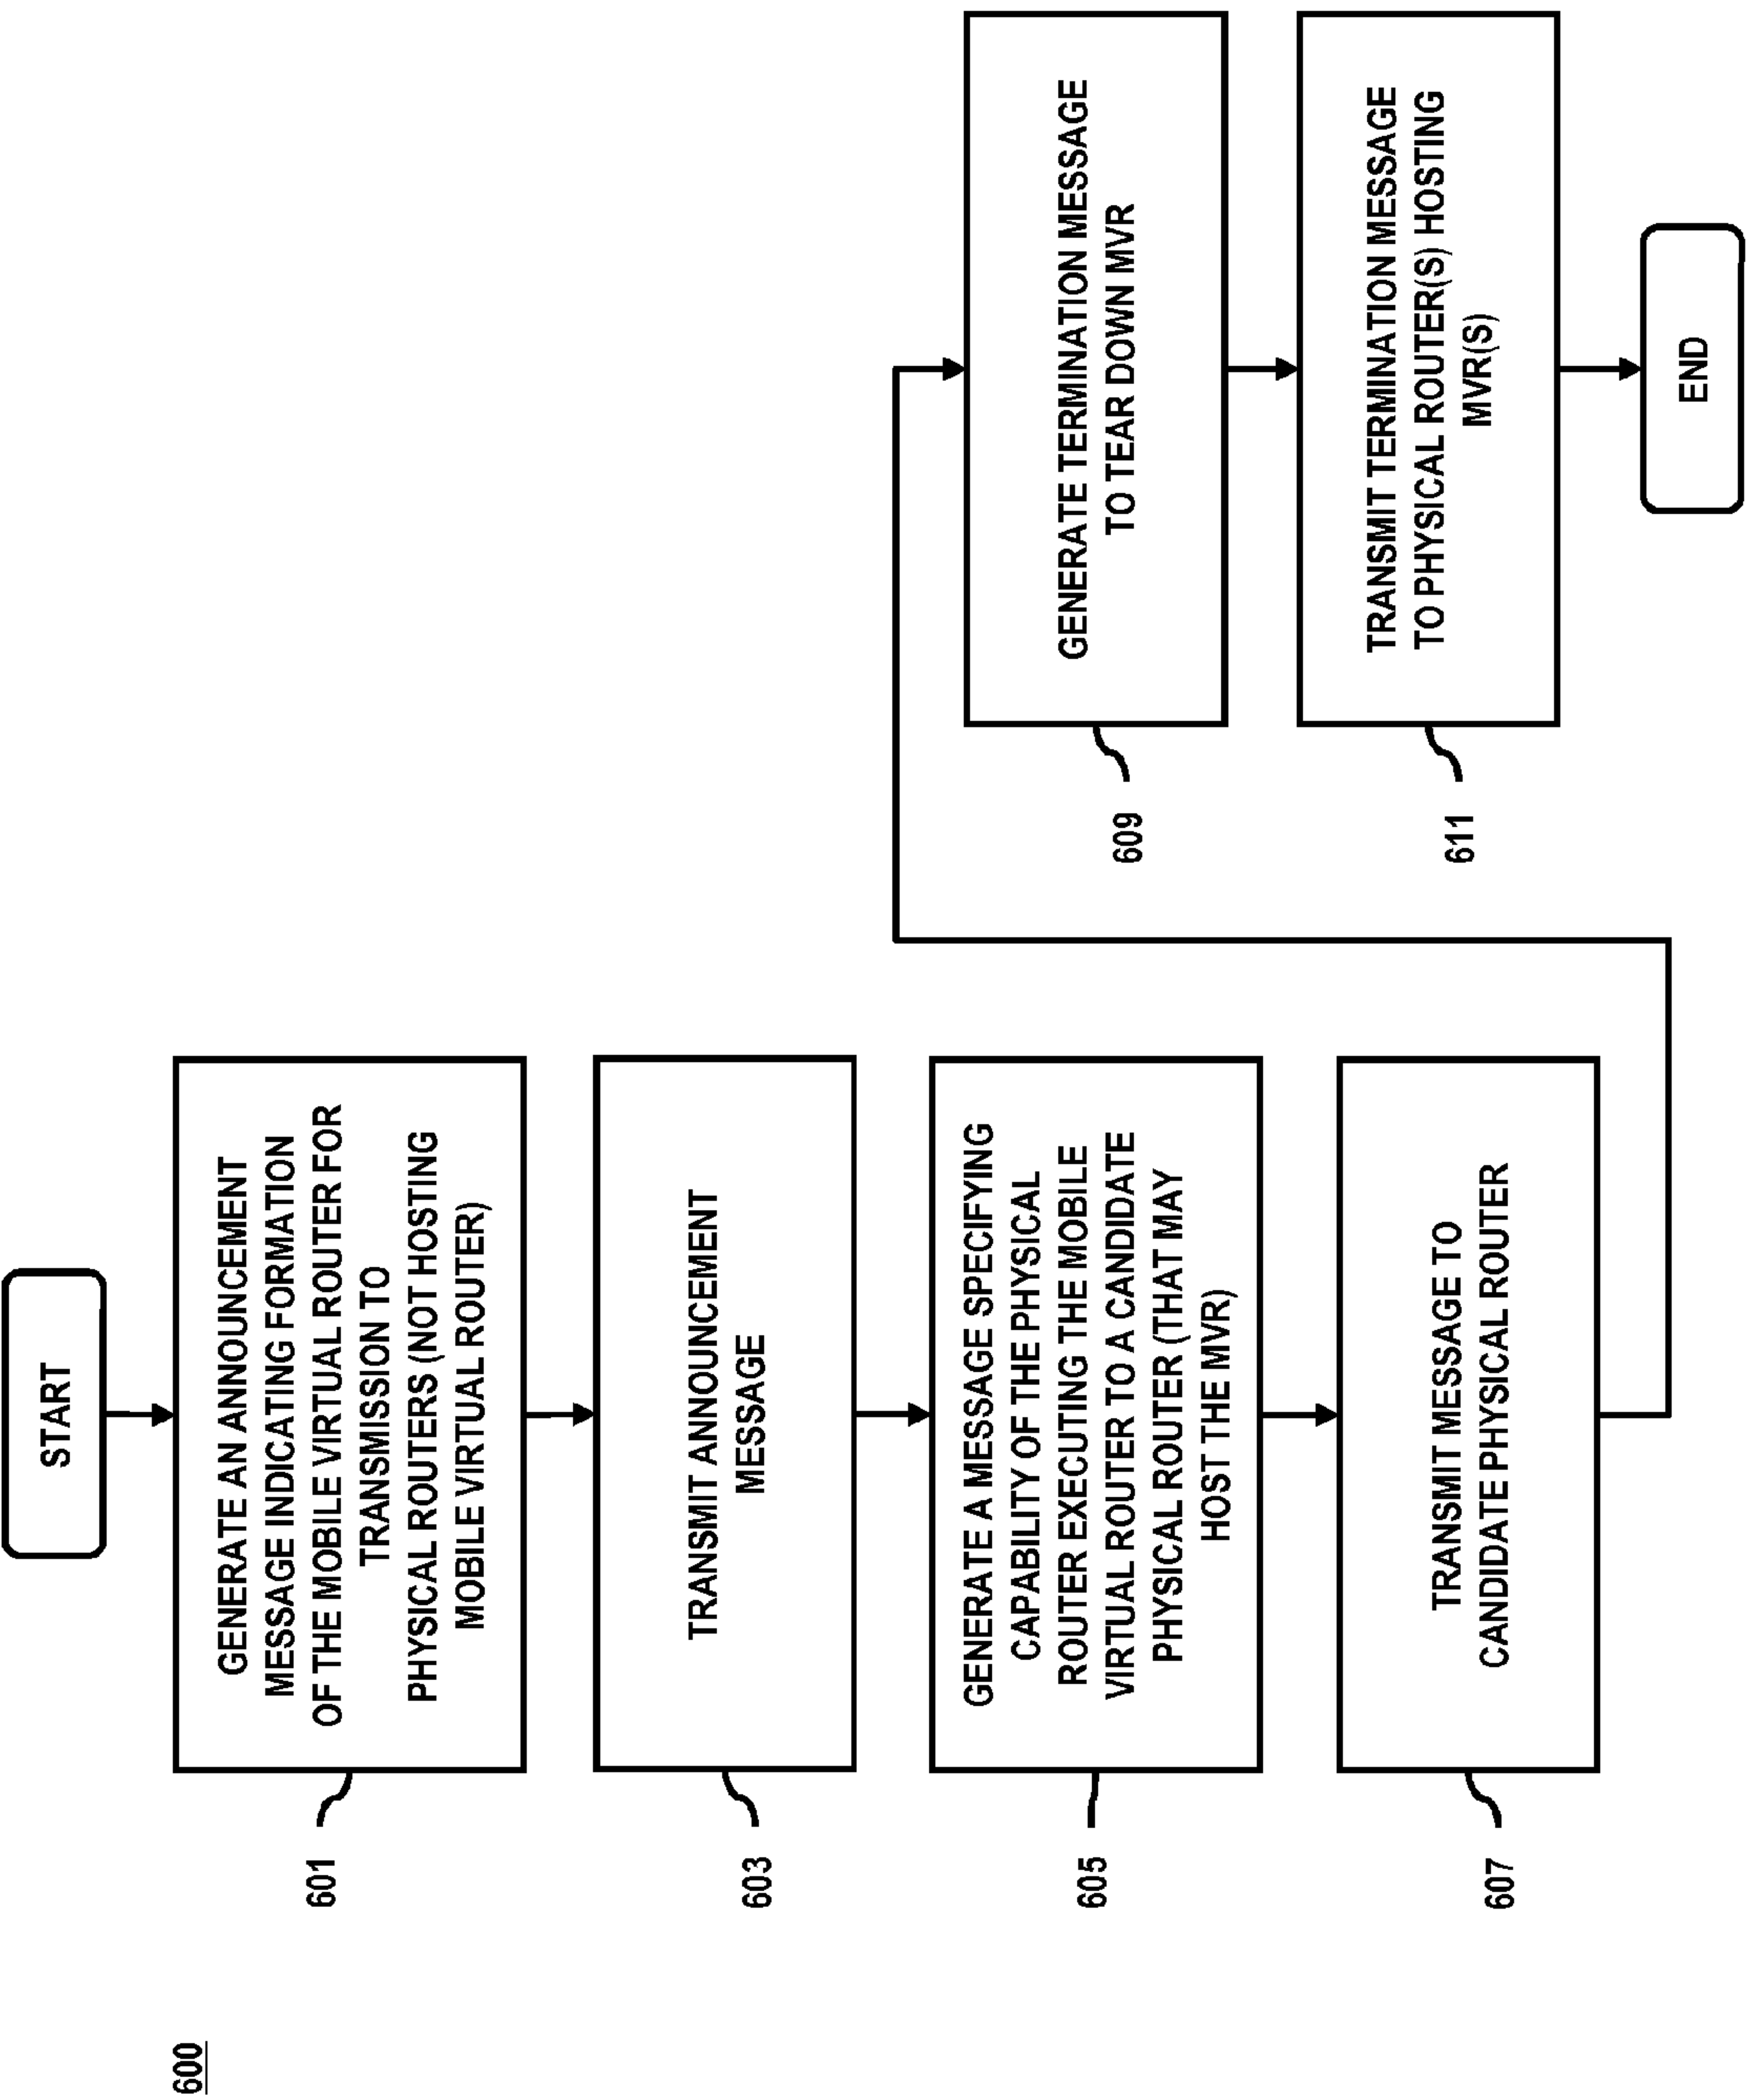 600
START
601
GENERATE AN ANNOUNCEMENT
MESSAGE INDICATING FORMATION
OF THE MOBILE VIRTUAL ROUTER FOR
TRANSMISSION TO
PHYSICAL ROUTERS (NOT HOSTING
MOBILE VIRTUAL ROUTER)
603
TRANSMIT ANNOUNCEMENT
MESSAGE
605
GENERATE A MESSAGE SPECIFYING
CAPABILITY OF THE PHYSICAL
ROUTER EXECUTING THE MOBILE
VIRTUAL ROUTER TO A CANDIDATE
PHYSICAL ROUTER (THAT MAY
HOST THE MVR)
607
TRANSMIT MESSAGE TO
CANDIDATE PHYSICAL ROUTER
609
GENERATE TERMINATION MESSAGE
TO TEAR DOWN MVR
611
TRANSMIT TERMINATION MESSAGE
TO PHYSICAL ROUTER(S) HOSTING
MVR(S)
END